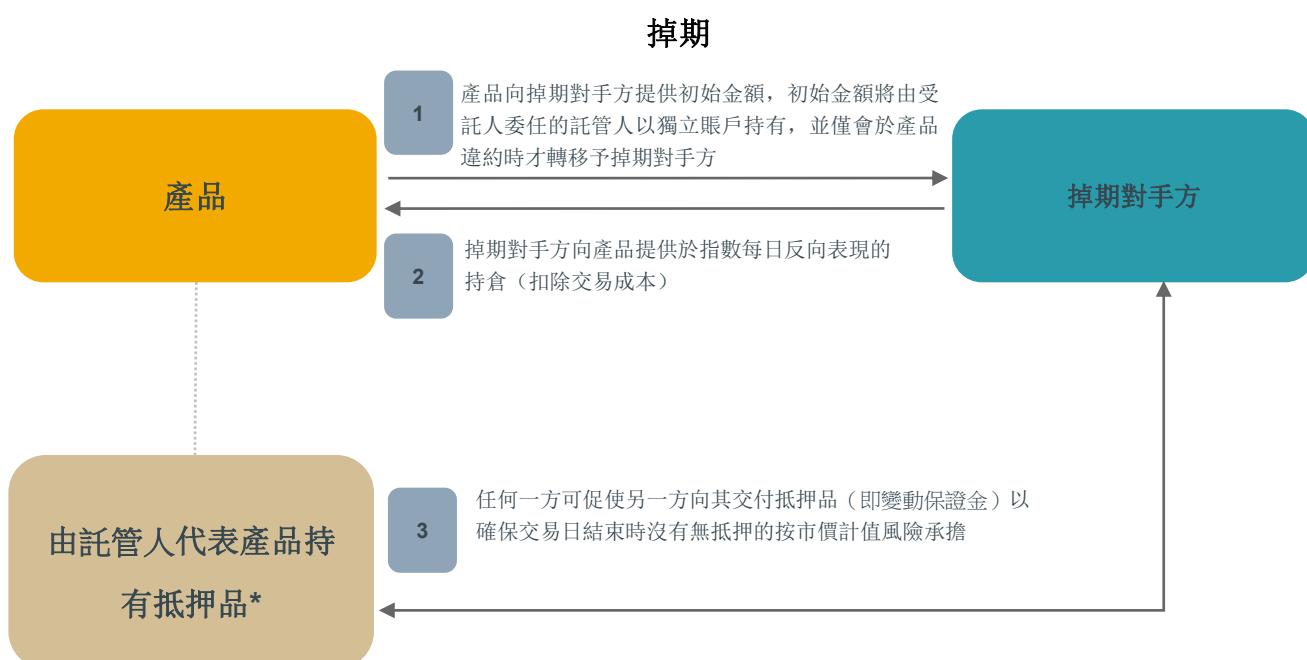 掉期
1
產品向掉期對手方提供初始金額，初始金額將由受
託人委任的託管人以獨立賬戶持有，並僅會於產品
違約時才轉移予掉期對手方
產品
掉期對手方
2
掉期對手方向產品提供於指數每日反向表現的
持倉（扣除交易成本）
3
任何一方可促使另一方向其交付抵押品（即變動保證金）以
確保交易日結束時沒有無抵押的按市價計值風險承擔
由託管人代表產品持
有抵押品*